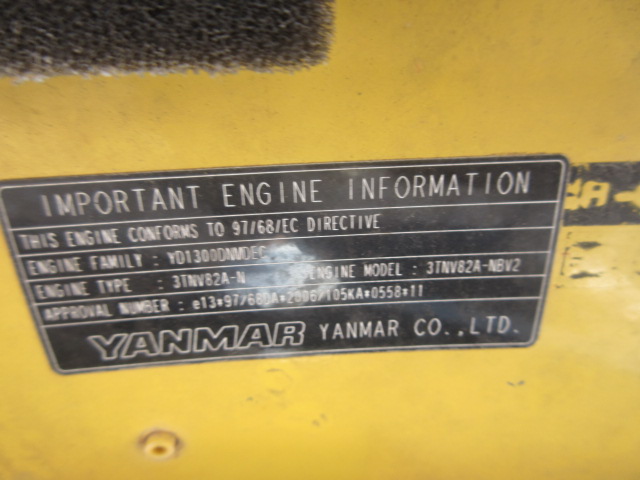 IMPORTANT ENGINE INFORMATION
THIS ENGINE CONFORMS TO 97/68/EC DIRECTIVE
ENGINE FAMILY :
ENGINE TYPE : 3TNV82A-N ENGINE MODEL : 3TNV82A-NBV2
APPROVAL NUMBER : e13*97/68DA*2006/105KA*0558*11
YANMAR YANMAR CO.,LTD.